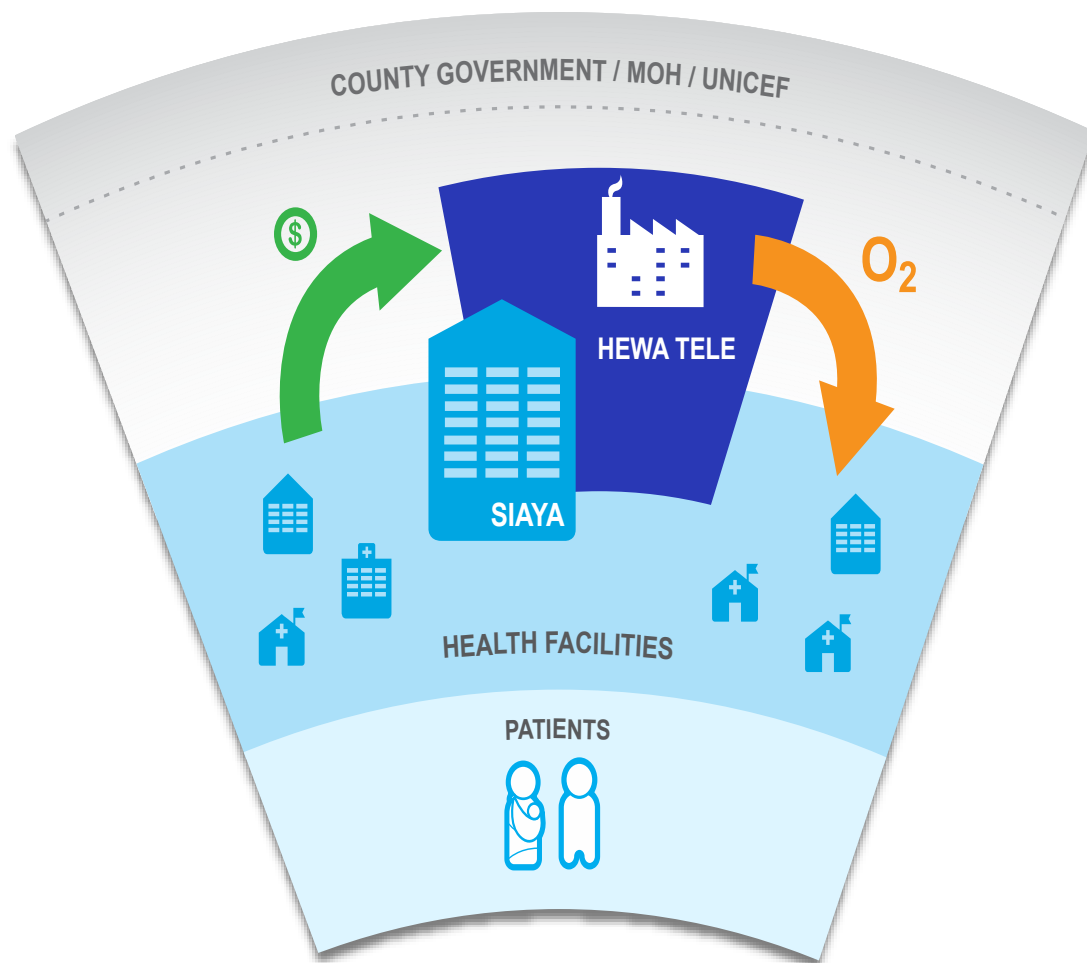 COUNTY GOVERNMENT / MOH / UNICEF
$
O2
HEWA TELE
SIAYA
HEALTH FACILITIES
PATIENTS